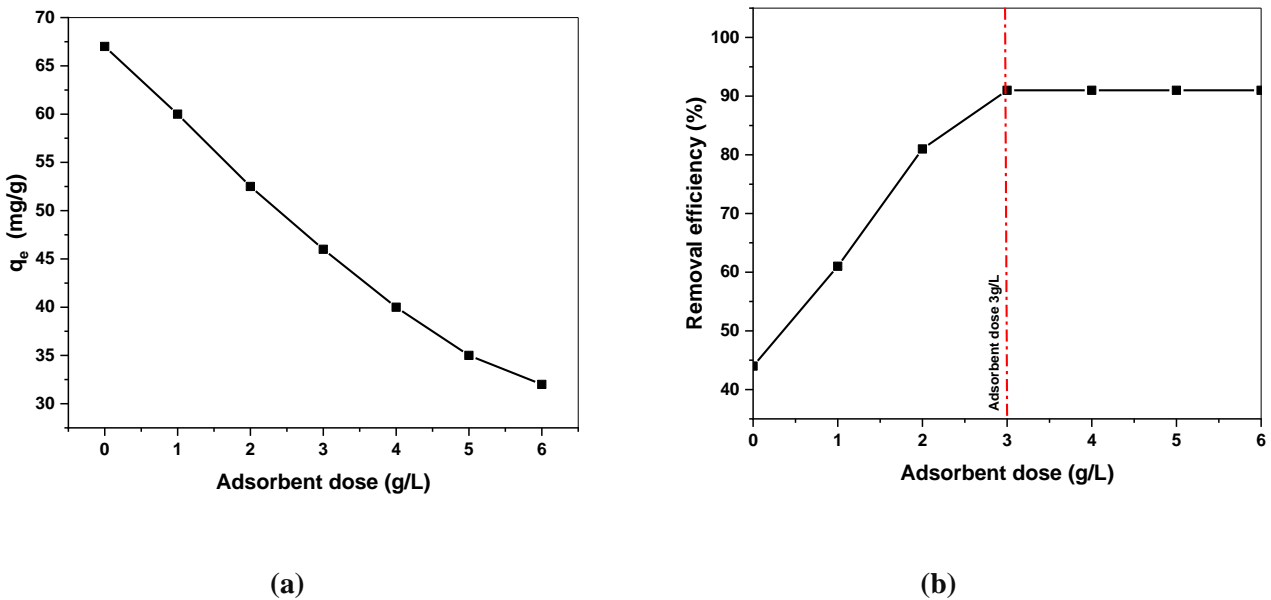 70
65
60
55
50
45
40
35
30
qe (mg/g)
0 1 2 3 4 5 6
Adsorbent dose (g/L)
(a)
100
90
80
70
60
50
40
Removal efficiency (%)
Adsorbent dose 3g/L
0 1 2 3 4 5 6
Adsorbent dose (g/L)
(b)